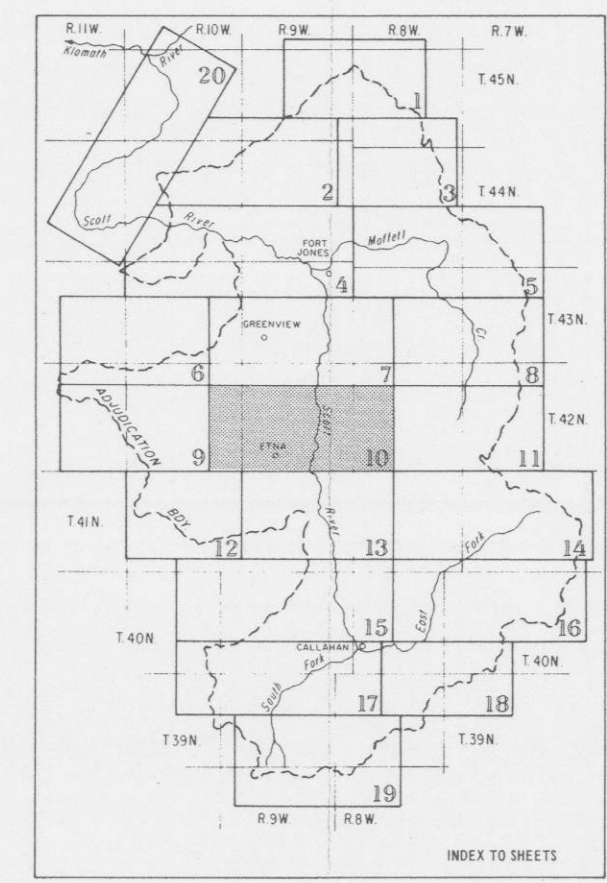 R.11W. R.10W. R.9W. R.8W. R.7W.
Klamath River
20
T.45N.
1
2
3
T.44N.
Scott River
FORT JONES
Moffett Cr
4
5
GREENVIEW
T.43N.
6
7
8
ADJUDICATION BDY.
ETNA
Scott River
T.42N.
9
10
11
T.41N.
12
13
East Fork
14
T.40N
CALLAHAN
15
16
South Fork
T.40N.
17
18
T.39N.
T.39N.
19
R.9W. R.8W.
INDEX TO SHEETS